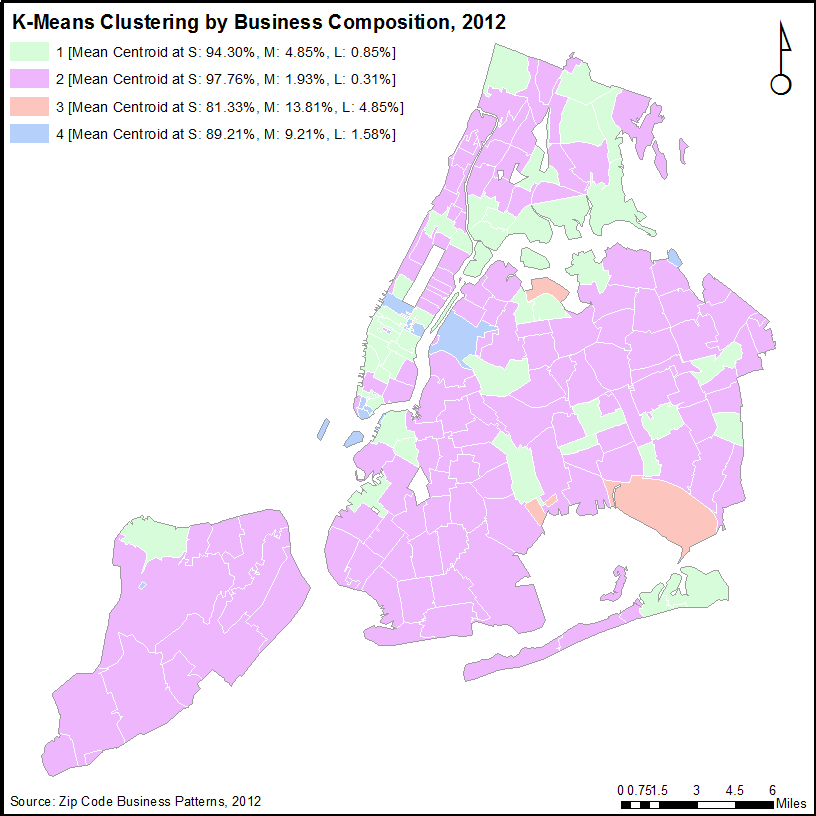 K-Means Clustering by Business Composition, 2012
1 [Mean Centroid at S: 94.30%, M: 4.85%, L: 0.85%]
2 [Mean Centroid at S: 97.76%, M: 1.93%, L: 0.31%]
3 [Mean Centroid at S: 81.33%, M: 13.81%, L: 4.85%]
4 [Mean Centroid at S: 89.21%, M: 9.21%, L: 1.58%]
0 0.751.5 3 4.5 6
Miles
Source: Zip Code Business Patterns, 2012